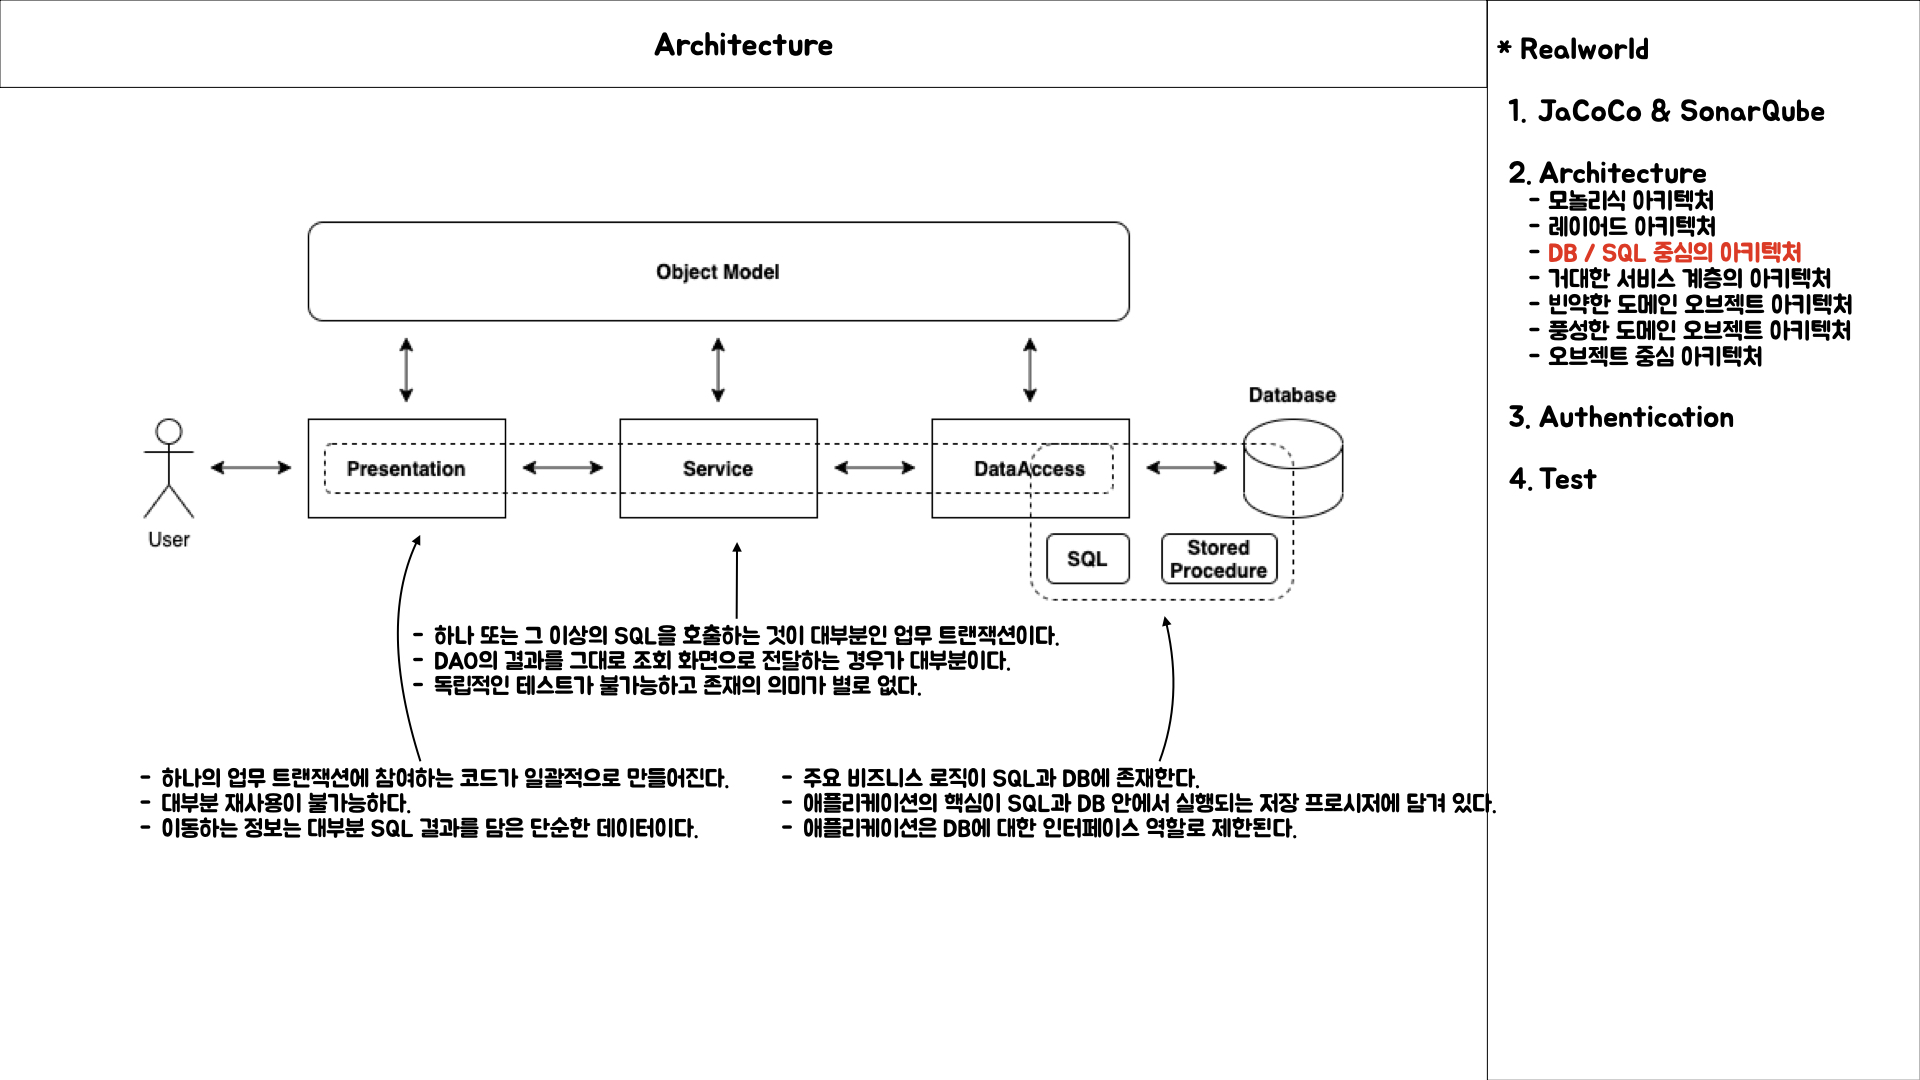 Architecture
Object Model
Database
Presentation
Service
DataAccess
User
SQL
Stored
Procedure
- 하나 또는 그 이상의 SQL을 호출하는 것이 대부분인 업무 트랜잭션이다.
- DAO의 결과를 그대로 조회 화면으로 전달하는 경우가 대부분이다.
- 독립적인 테스트가 불가능하고 존재의 의미가 별로 없다.
- 하나의 업무 트랜잭션에 참여하는 코드가 일괄적으로 만들어진다.
- 대부분 재사용이 불가능하다.
- 이동하는 정보는 대부분 SQL 결과를 담은 단순한 데이터이다.
- 주요 비즈니스 로직이 SQL과 DB에 존재한다.
- 애플리케이션의 핵심이 SQL과 DB 안에서 실행되는 저장 프로시저에 담겨 있다.
- 애플리케이션은 DB에 대한 인터페이스 역할로 제한된다.
* Realworld
1. JaCoCo & SonarQube
2. Architecture
- 모놀리식 아키텍처
- 레이어드 아키텍처
- DB / SQL 중심의 아키텍처
- 거대한 서비스 계층의 아키텍처
- 빈약한 도메인 오브젝트 아키텍처
- 풍성한 도메인 오브젝트 아키텍처
- 오브젝트 중심 아키텍처
3. Authentication
4. Test